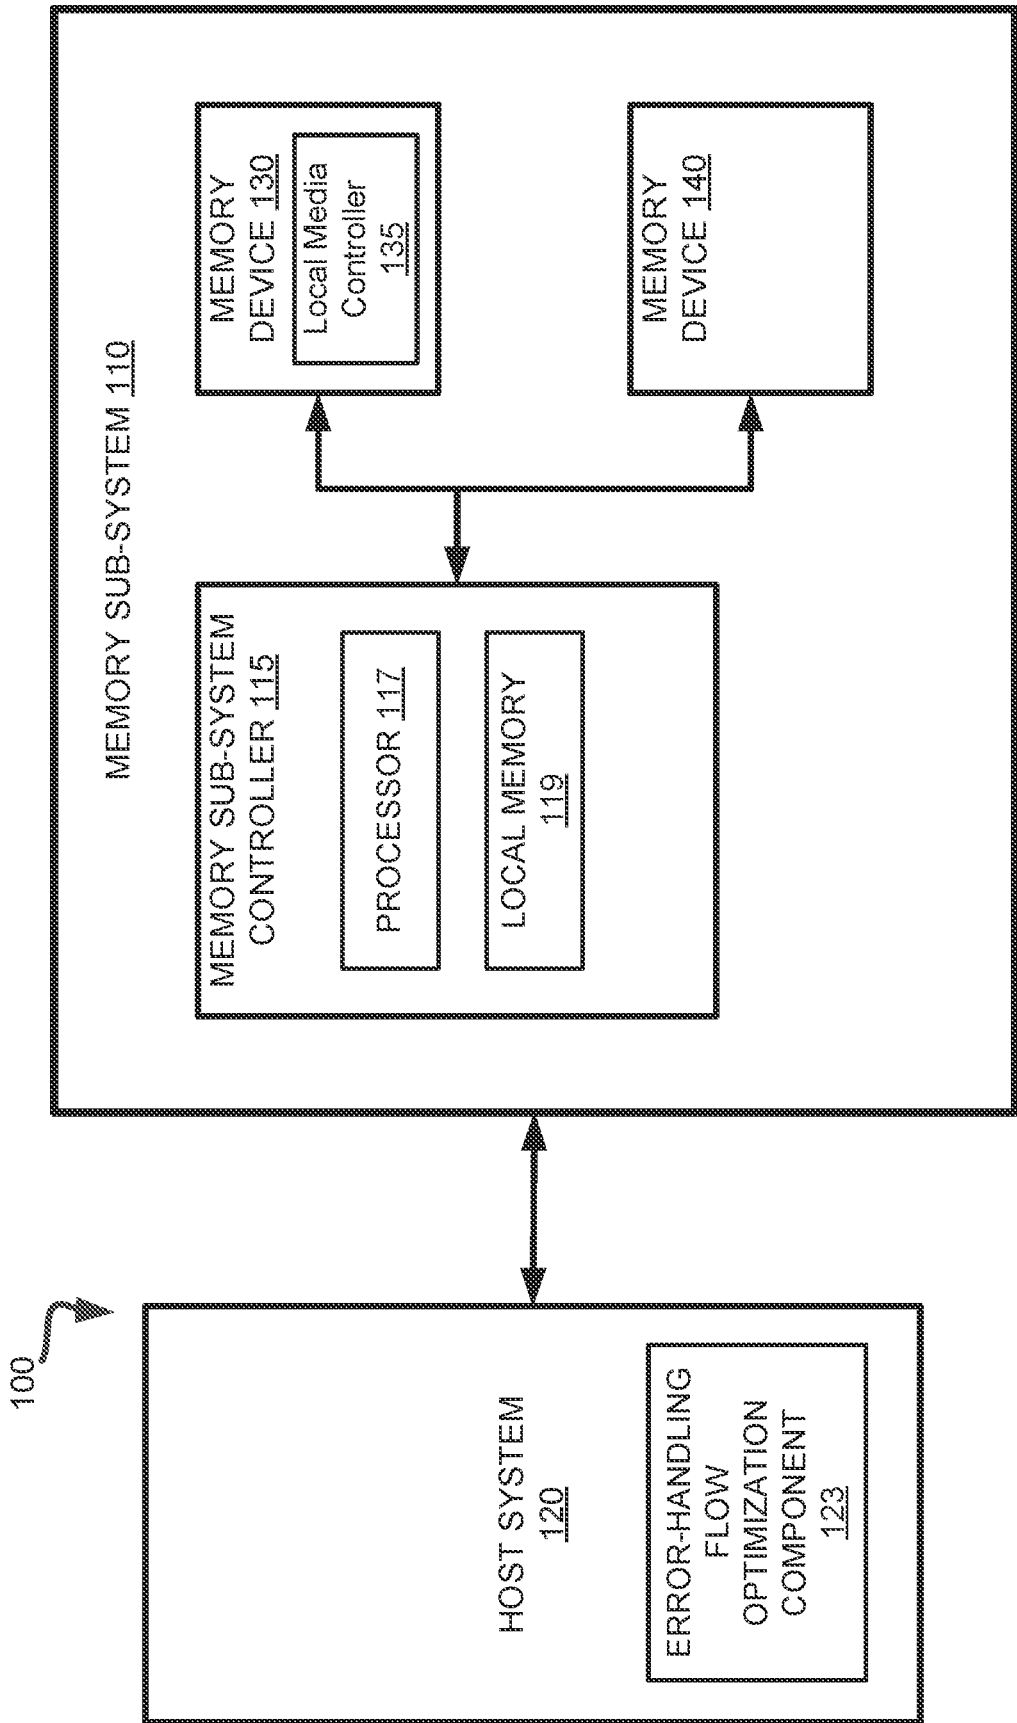 100
HOST SYSTEM
120
ERROR-HANDLING
FLOW
OPTIMIZATION
COMPONENT
123
MEMORY SUB-SYSTEM 110
MEMORY SUB-SYSTEM
CONTROLLER 115
PROCESSOR 117
LOCAL MEMORY
119
MEMORY
DEVICE 130
Local Media
Controller
135
MEMORY
DEVICE 140